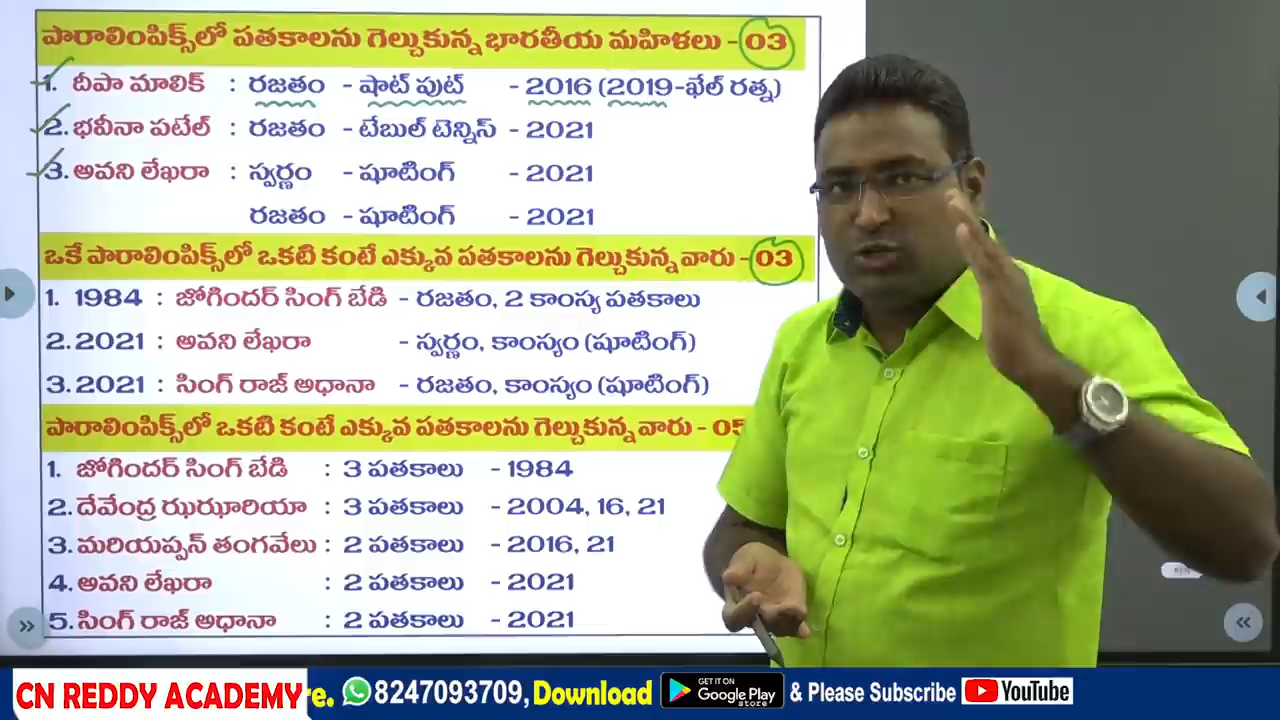 పారాలింపిక్స్‌లో పతకాలను గెల్చుకున్న భారతీయ మహిళలు - 03
1. దీపా మాలిక్ : రజతం - షాట్ పుట్ - 2016 (2019-ఖేల్ రత్న)
2. భవీనా పటేల్ : రజతం - టేబుల్ టెన్నిస్ - 2021
3. అవని లేఖరా : స్వర్ణం - షూటింగ్ - 2021
రజతం - షూటింగ్ - 2021
ఒకే పారాలింపిక్స్‌లో ఒకటి కంటే ఎక్కువ పతకాలను గెల్చుకున్న వారు - 03
1. 1984 : జోగిందర్ సింగ్ బేడి - రజతం, 2 కాంస్య పతకాలు
2. 2021 : అవని లేఖరా - స్వర్ణం, కాంస్యం (షూటింగ్)
3. 2021 : సింగ్ రాజ్ అధానా - రజతం, కాంస్యం (షూటింగ్)
పారాలింపిక్స్‌లో ఒకటి కంటే ఎక్కువ పతకాలను గెల్చుకున్న వారు - 05
1. జోగిందర్ సింగ్ బేడి : 3 పతకాలు - 1984
2. దేవేంద్ర ఝఝారియా : 3 పతకాలు - 2004, 16, 21
3. మరియప్పన్ తంగవేలు : 2 పతకాలు - 2016, 21
4. అవని లేఖరా : 2 పతకాలు - 2021
5. సింగ్ రాజ్ అధానా : 2 పతకాలు - 2021
CN REDDY ACADEMY re. 8247093709, Download GET IT ON Google Play store & Please Subscribe YouTube